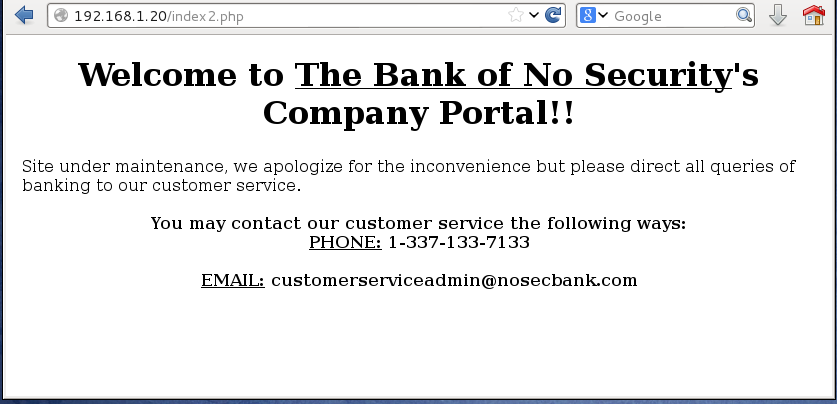 192.168.1.20/index2.php
Google
Welcome to The Bank of No Security's
Company Portal!!
Site under maintenance, we apologize for the inconvenience but please direct all queries of
banking to our customer service.
You may contact our customer service the following ways:
PHONE: 1-337-133-7133
EMAIL: customerserviceadmin@nosecbank.com